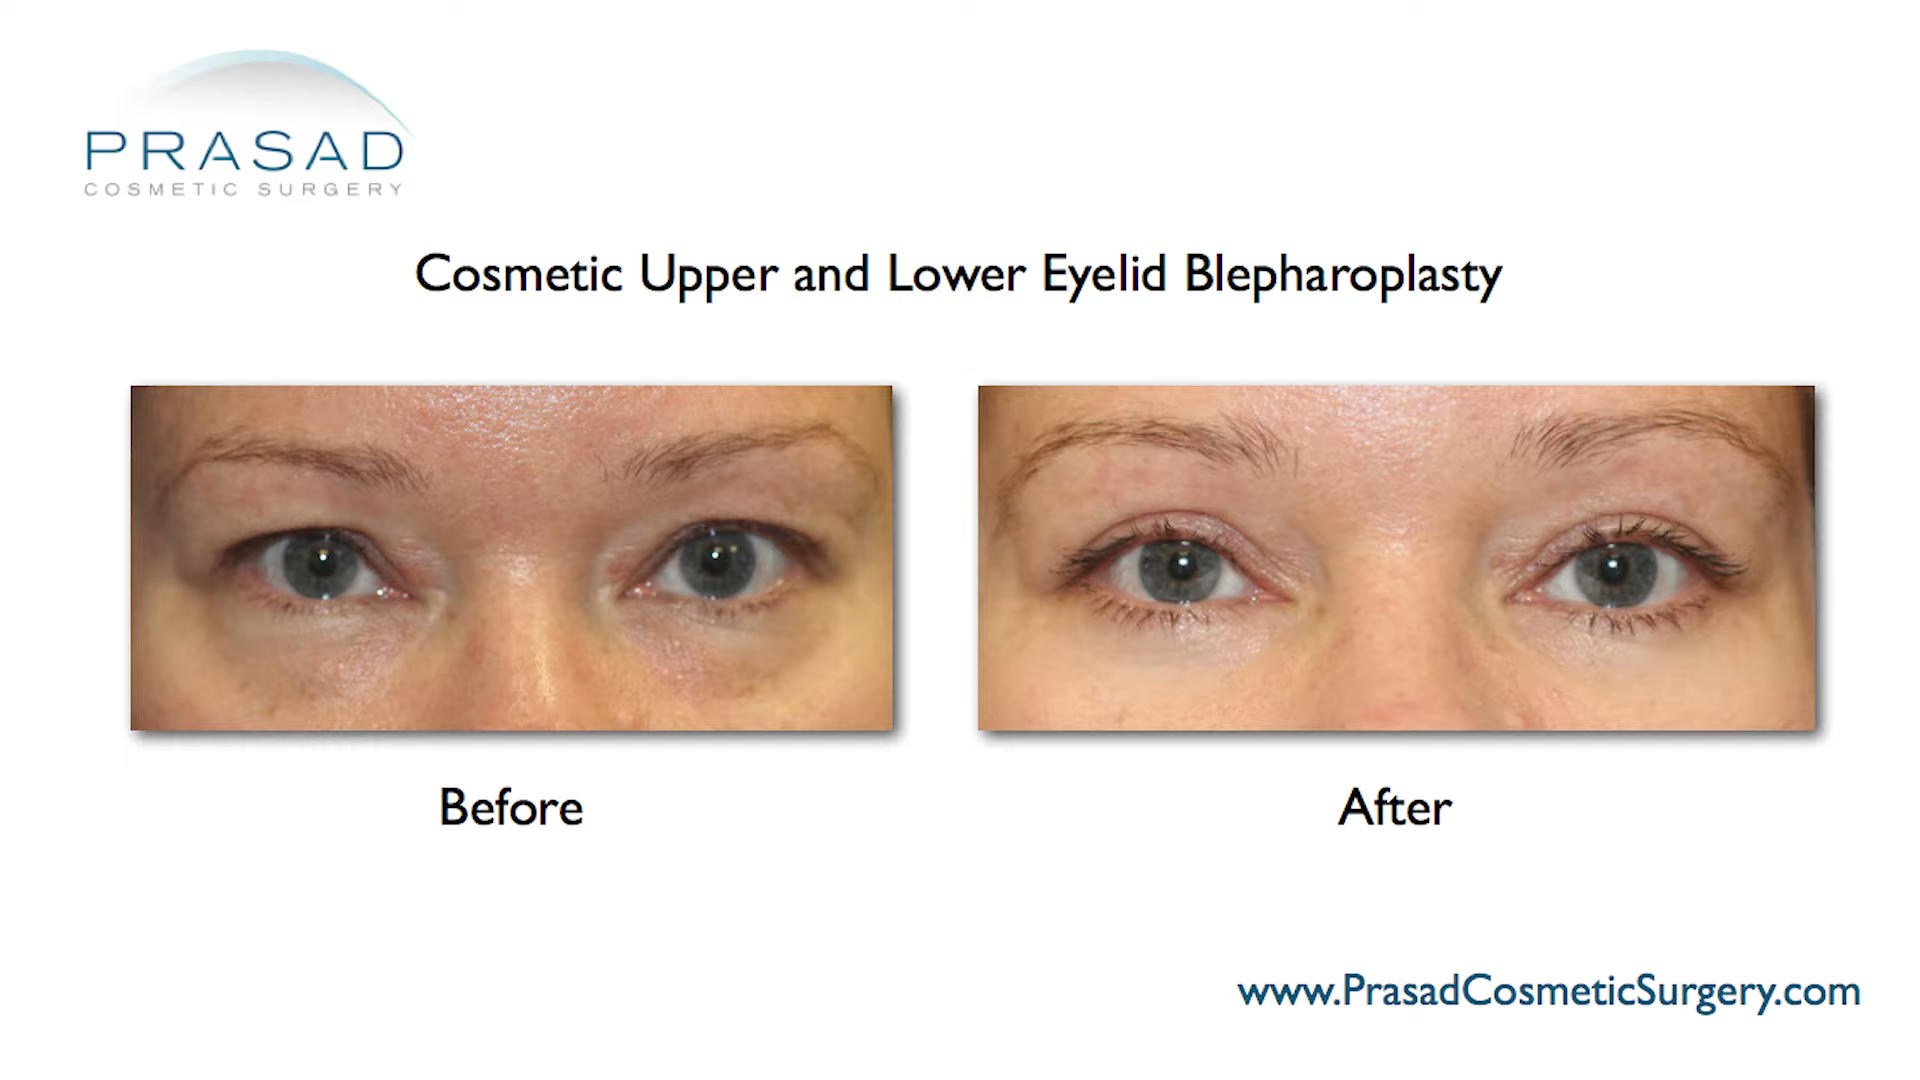 PRASAD
COSMETIC SURGERY
Cosmetic Upper and Lower Eyelid Blepharoplasty
Before
After
www.PrasadCosmeticSurgery.com